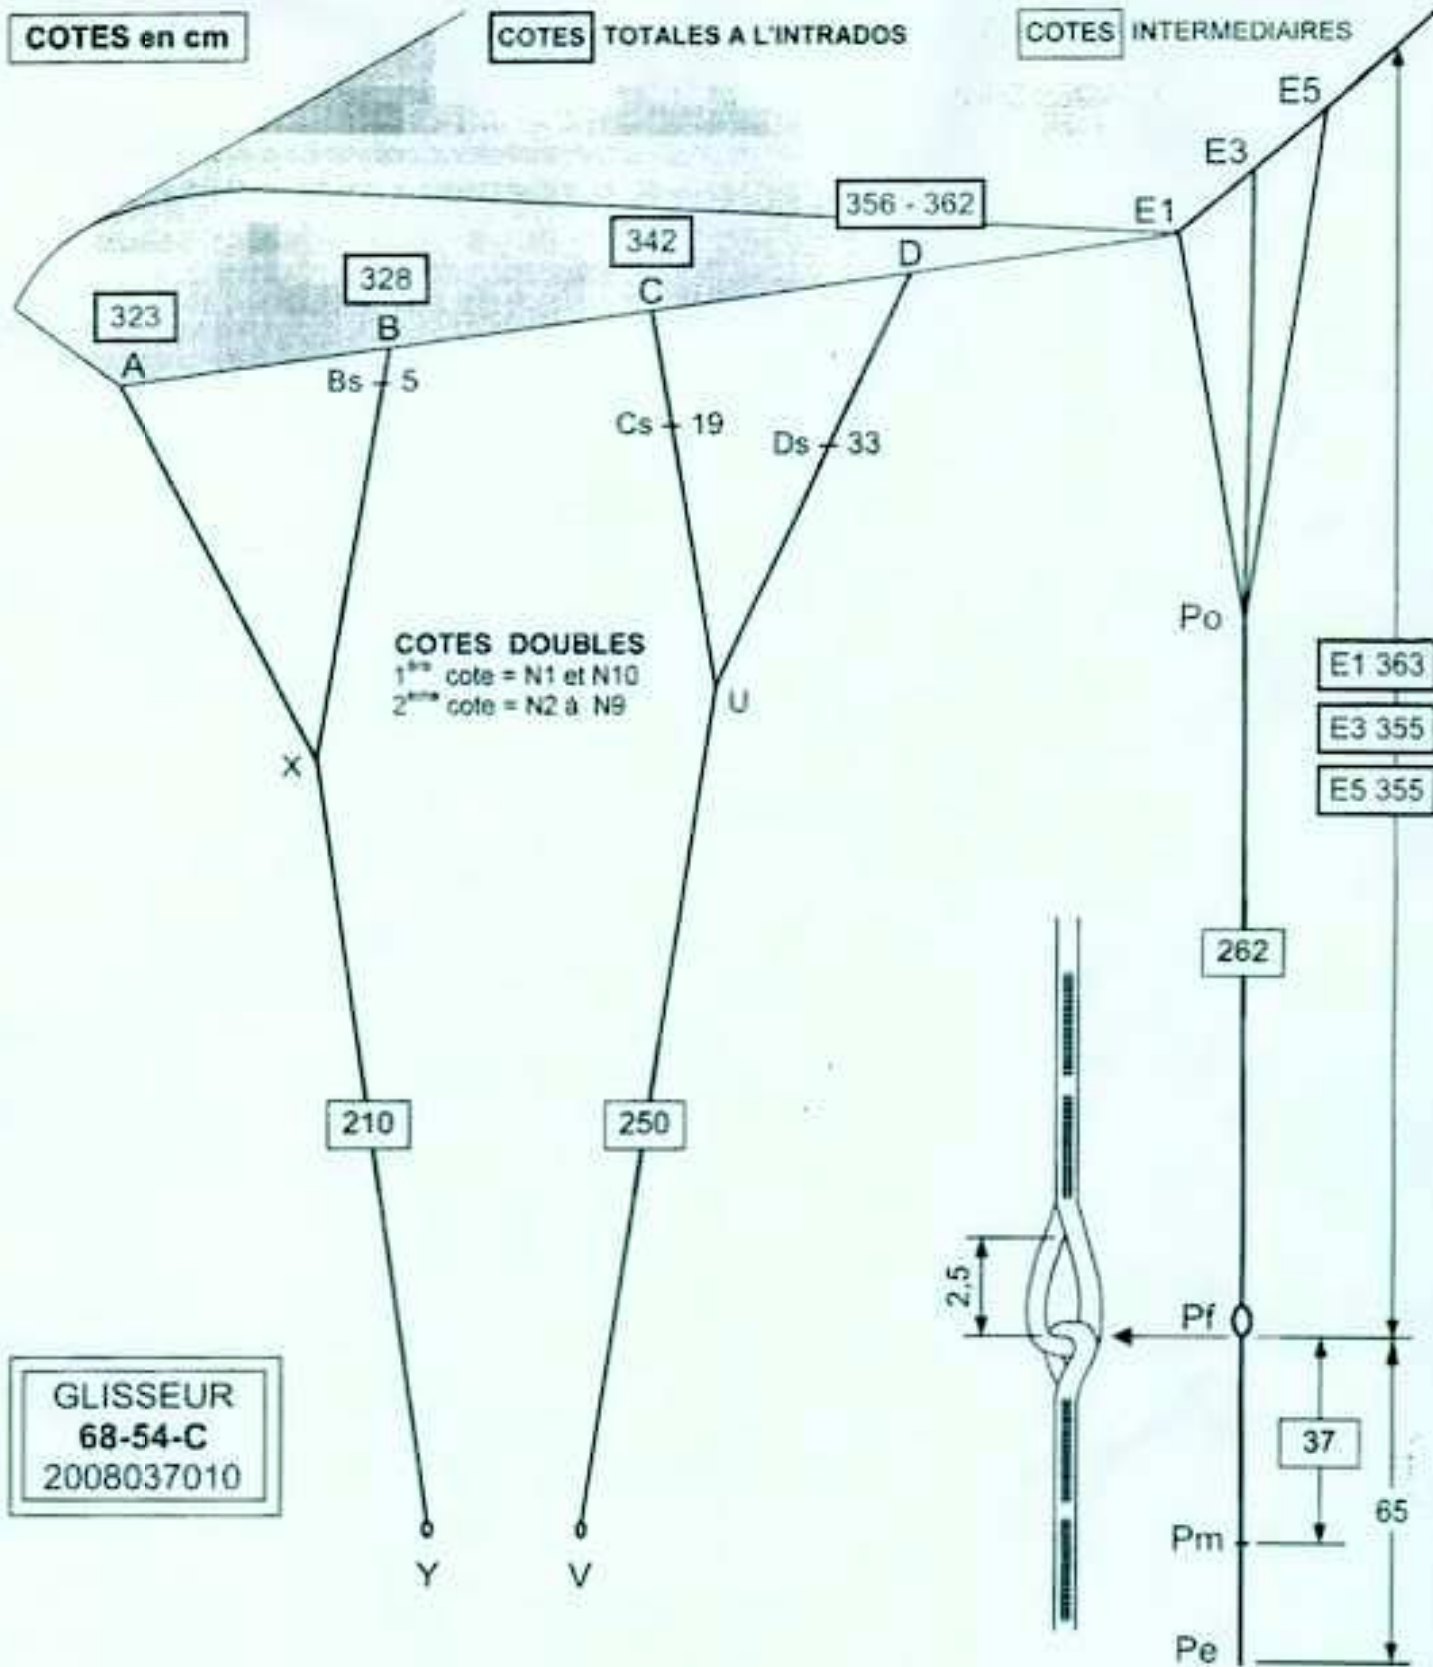 COTES en cm
COTES TOTALES A L'INTRADOS
COTES INTERMEDIAIRES
E5
E3
E1
356 - 362
342
D
328
C
323
B
A
Bs 5
Cs 19
Ds 33
Po
COTES DOUBLES
1ère cote = N1 et N10
2ème cote = N2 à N9
E1 363
E3 355
E5 355
U
X
262
210
250
2,5
Pf
GLISSEUR
68-54-C
2008037010
37
65
Pm
Y
V
Pe